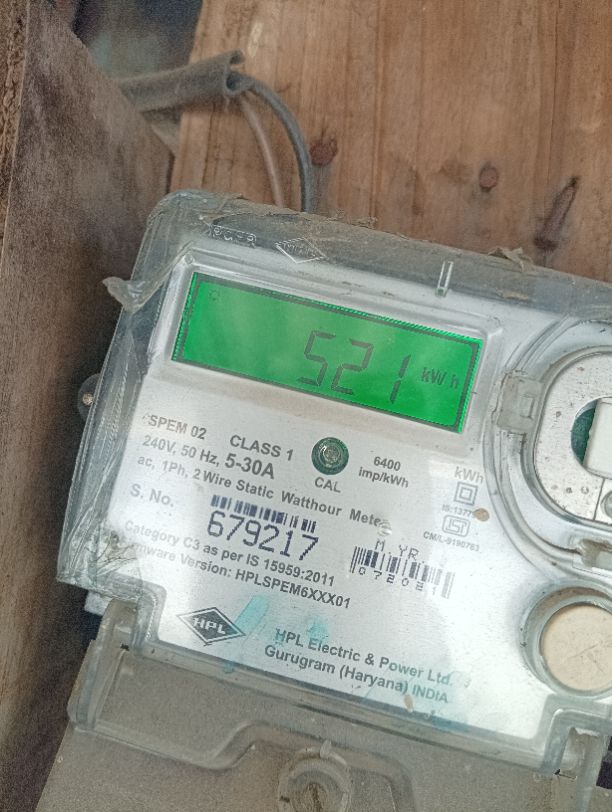 521 kWh
SPEM 02 CLASS 1
240V, 50 Hz, 5-30A
ac, 1Ph, 2 Wire Static Watthour Meter
CAL
6400
imp/kWh
kWh
S. No.
679217
M. YR.
072021
Category C3 as per IS 15959:2011
Firmware Version: HPLSPEM6XXX01
HPL
HPL Electric & Power Ltd.
Gurugram (Haryana) INDIA